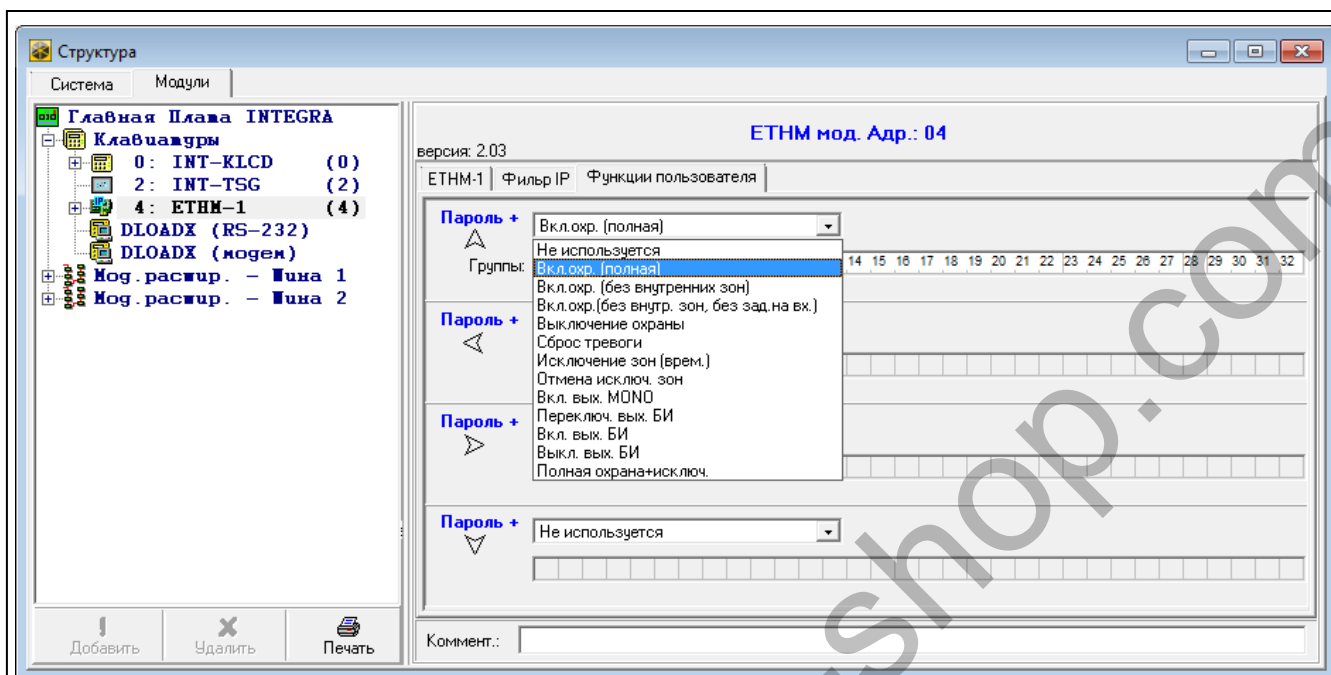 Структура
Система Модули
Главная Плата INTEGRA
Клавиатуры
0: INT-KLCD (0)
2: INT-TSG (2)
4: ETHM-1 (4)
DLOADX (RS-232)
DLOADX (модем)
Мод.расшир. - Шина 1
Мод.расшир. - Шина 2
Добавить Удалить Печать
ETHM мод. Адр.: 04
версия: 2.03
ETHM-1 Фильр IP Функции пользователя
Пароль +
Вкл.охр. (полная)
Группы:
14 15 16 17 18 19 20 21 22 23 24 25 26 27 28 29 30 31 32
Не используется
Вкл.охр. (полная)
Вкл.охр. (без внутренних зон)
Вкл.охр.(без внутр. зон, без зад.на вх.)
Выключение охраны
Сброс тревоги
Исключение зон (врем.)
Отмена исключ. зон
Вкл. вых. MONO
Переключ. вых. БИ
Вкл. вых. БИ
Выкл. вых. БИ
Полная охрана+исключ.
Пароль +
Пароль +
Пароль +
Не используется
Коммент.:
shop.com